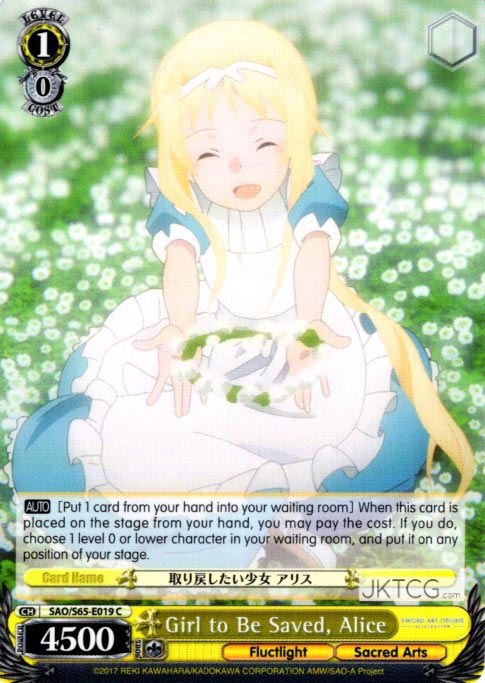 LEVEL
1
0
COST
AUTO [Put 1 card from your hand into your waiting room] When this card is
placed on the stage from your hand, you may pay the cost. If you do,
choose 1 level 0 or lower character in your waiting room, and put it on any
position of your stage.
Card Name 取り戻したい少女 アリス
JKTCG.com
CH SAO/S65-E019 C
POWER 4500 SOUL Girl to Be Saved, Alice SWORD ART ONLINE
ALICIZATION
Fluctlight Sacred Arts
©2017 REKI KAWAHARA/KADOKAWA CORPORATION AMW/SAO-A Project